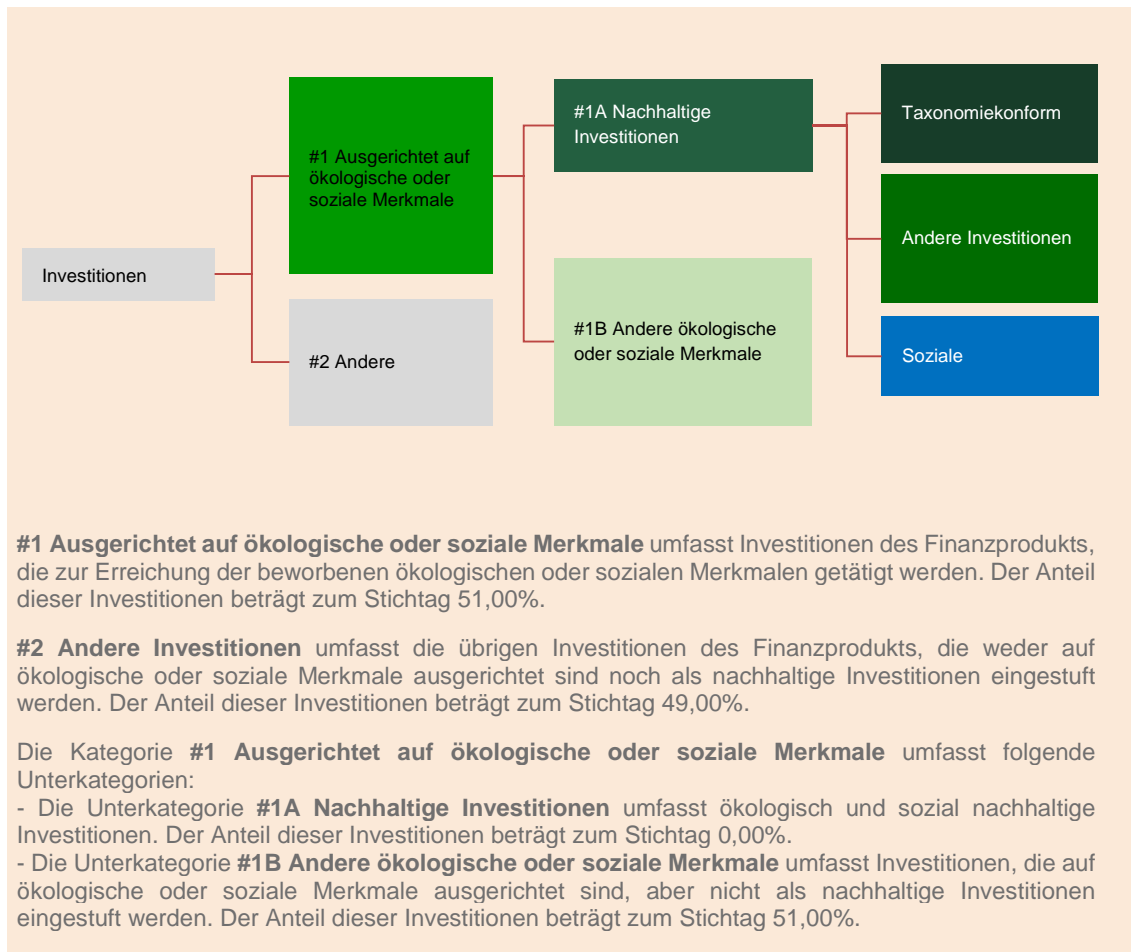 #1 Ausgerichtet auf
ökologische oder
soziale Merkmale
#1A Nachhaltige
Investitionen
Taxonomiekonform
Andere Investitionen
Investitionen
#2 Andere
#1B Andere ökologische
oder soziale Merkmale
Soziale
#1 Ausgerichtet auf ökologische oder soziale Merkmale umfasst Investitionen des Finanzprodukts,
die zur Erreichung der beworbenen ökologischen oder sozialen Merkmalen getätigt werden. Der Anteil
dieser Investitionen beträgt zum Stichtag 51,00%.
#2 Andere Investitionen umfasst die übrigen Investitionen des Finanzprodukts, die weder auf
ökologische oder soziale Merkmale ausgerichtet sind noch als nachhaltige Investitionen eingestuft
werden. Der Anteil dieser Investitionen beträgt zum Stichtag 49,00%.
Die Kategorie #1 Ausgerichtet auf ökologische oder soziale Merkmale umfasst folgende
Unterkategorien:
- Die Unterkategorie #1A Nachhaltige Investitionen umfasst ökologisch und sozial nachhaltige
Investitionen. Der Anteil dieser Investitionen beträgt zum Stichtag 0,00%.
- Die Unterkategorie #1B Andere ökologische oder soziale Merkmale umfasst Investitionen, die auf
ökologische oder soziale Merkmale ausgerichtet sind, aber nicht als nachhaltige Investitionen
eingestuft werden. Der Anteil dieser Investitionen beträgt zum Stichtag 51,00%.